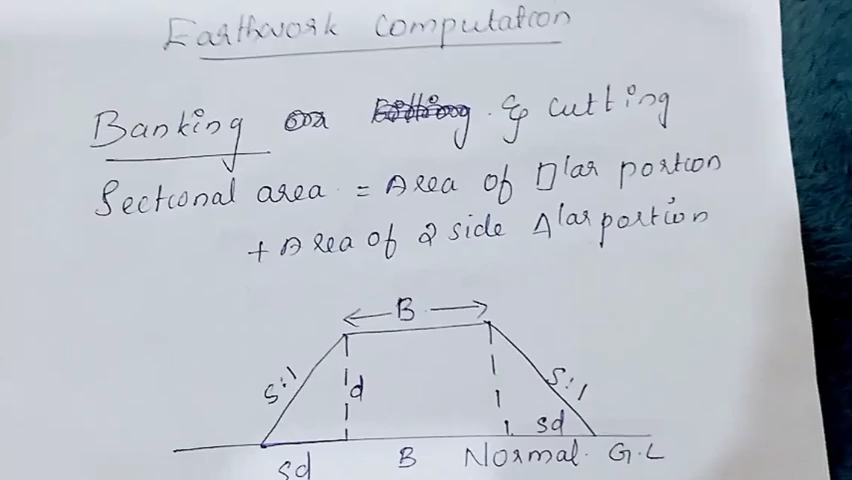 Earthwork Computation
Banking & cutting
Sectional area = Area of □lar portion
+ Area of 2 side Δlar portion
B
S:1
d
S:1
sd
sd
B
Normal G.L